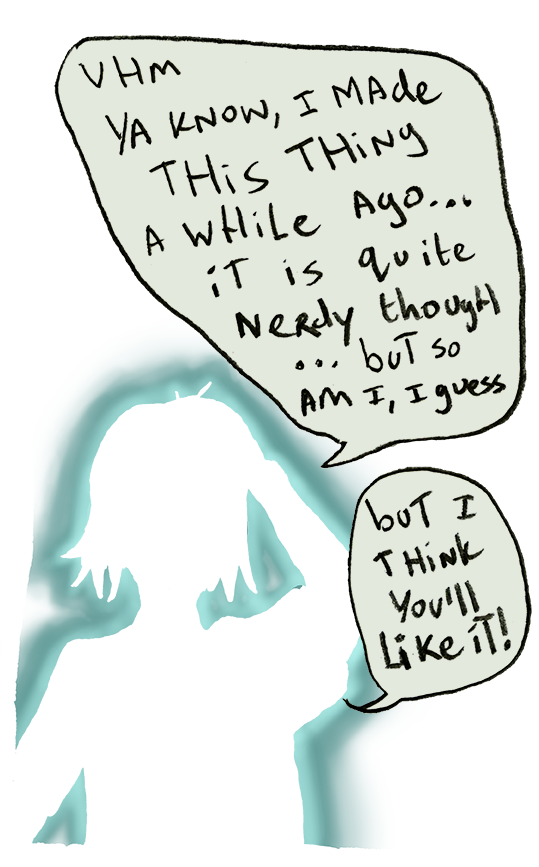 UHM
YA KNOW, I MAde
THiS THiNg
A WHiLe Ago...
iT is quite
Nerdy thougH
... buT so
AM I, I guess
buT I
THiNK
You'll
Like iT!